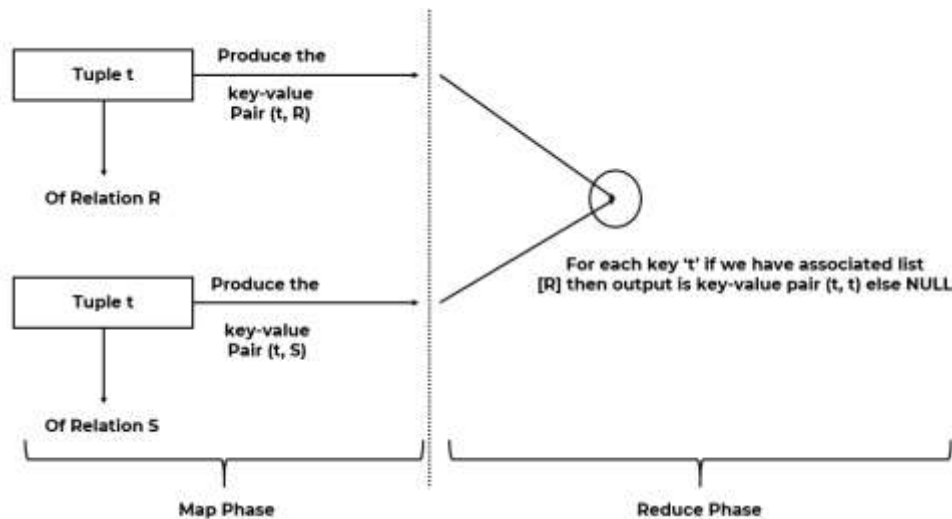 Tuple t
Produce the
key-value
Pair (t, R)
Of Relation R
Tuple t
Produce the
key-value
Pair (t, S)
Of Relation S
For each key ‘t’ if we have associated list
[R] then output is key-value pair (t, t) else NULL
Map Phase
Reduce Phase